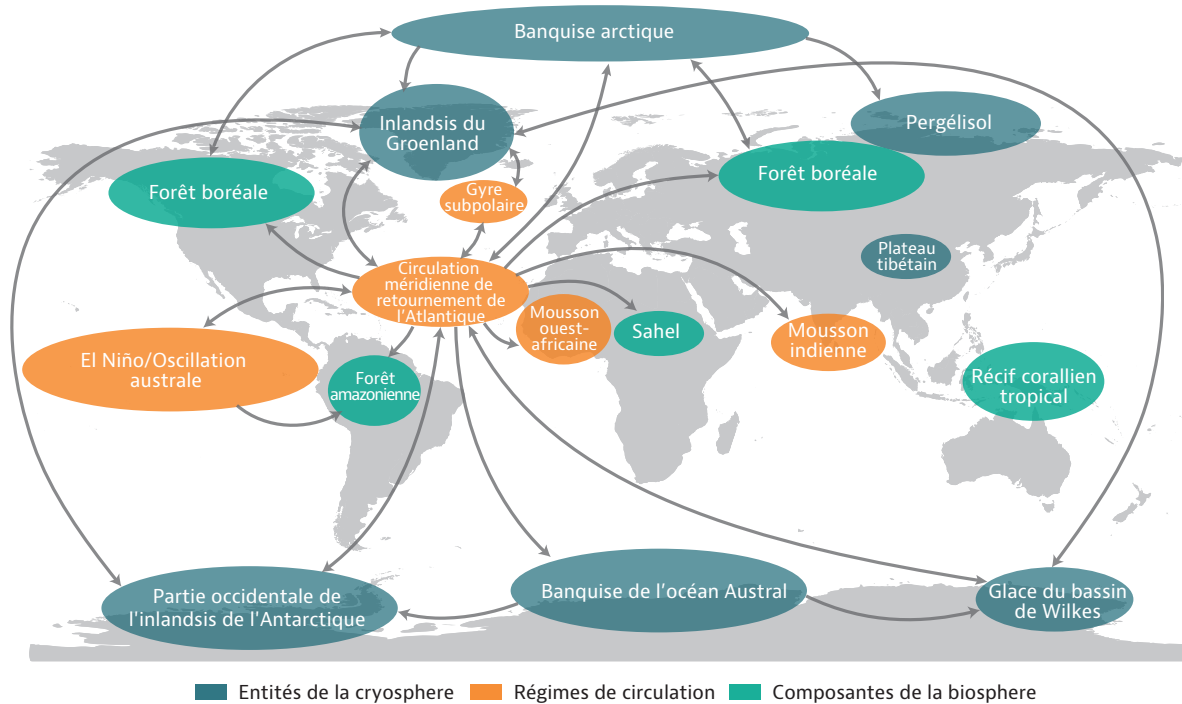 Banquise arctique
Inlandsis du
Groenland
Pergélisol
Forêt boréale
Forêt boréale
Gyre
subpolaire
Plateau
tibétain
Circulation
méridienne de
retournement de
l'Atlantique
Mousson
ouest-
africaine
Sahel
Mousson
indienne
El Niño/Oscillation
australe
Forêt
amazonienne
Récif corallien
tropical
Partie occidentale de
l'inlandsis de l'Antarctique
Banquise de l'océan Austral
Glace du bassin
de Wilkes
Entités de la cryosphere
Régimes de circulation
Composantes de la biosphere